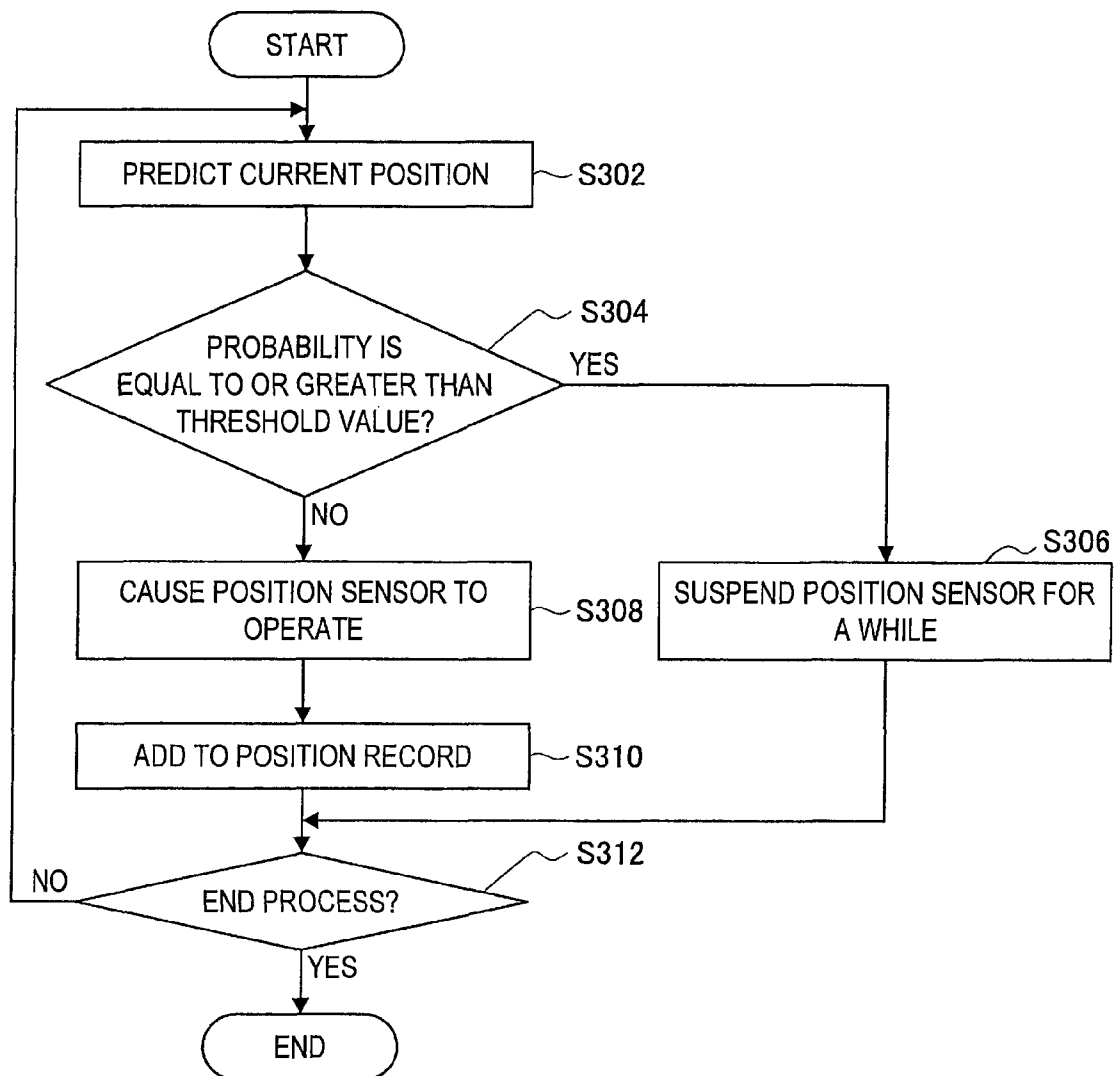 START
PREDICT CURRENT POSITION
S302
S304
PROBABILITY IS
EQUAL TO OR GREATER THAN
THRESHOLD VALUE?
YES
NO
S306
CAUSE POSITION SENSOR TO
OPERATE
S308
SUSPEND POSITION SENSOR FOR
A WHILE
ADD TO POSITION RECORD
S310
S312
NO
END PROCESS?
YES
END